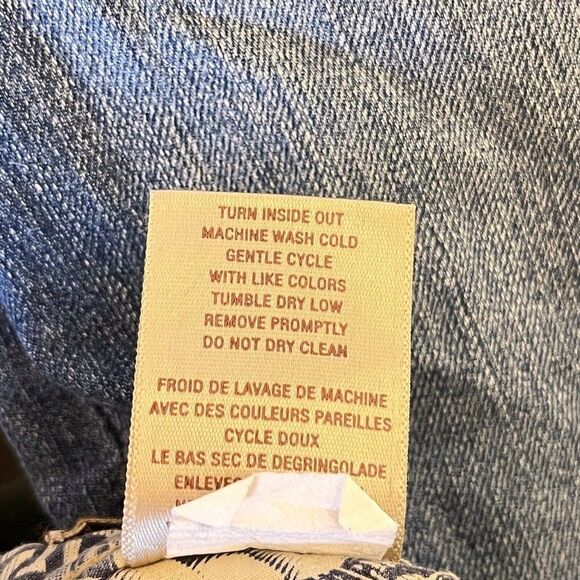 TURN INSIDE OUT
MACHINE WASH COLD
GENTLE CYCLE
WITH LIKE COLORS
TUMBLE DRY LOW
REMOVE PROMPTLY
DO NOT DRY CLEAN
FROID DE LAVAGE DE MACHINE
AVEC DES COULEURS PAREILLES
CYCLE DOUX
LE BAS SEC DE DEGRINGOLADE